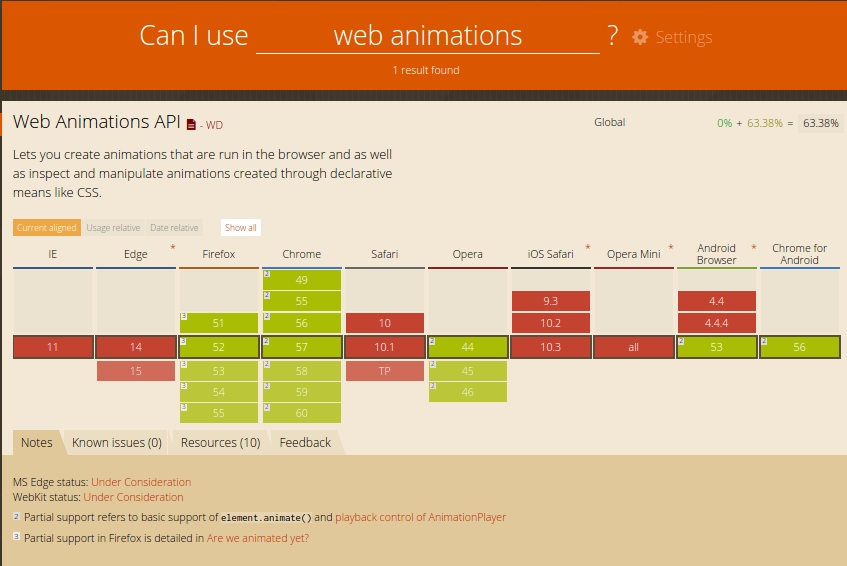 Can I use web animations ? Settings
1 result found
Web Animations API - WD
Global 0% + 63.38% = 63.38%
Lets you create animations that are run in the browser and as well
as inspect and manipulate animations created through declarative
means like CSS.
Current aligned Usage relative Date relative Show all
IE Edge * Firefox Chrome Safari Opera iOS Safari * Opera Mini * Android Browser * Chrome for Android
2 49
2 55 9.3 4.4
3 51 2 56 10 10.2 4.4.4
11 14 3 52 2 57 10.1 2 44 10.3 all 2 53 2 56
15 3 53 2 58 TP 2 45
3 54 2 59 2 46
3 55 2 60
Notes Known issues (0) Resources (10) Feedback
MS Edge status: Under Consideration
WebKit status: Under Consideration
2 Partial support refers to basic support of element.animate() and playback control of AnimationPlayer
3 Partial support in Firefox is detailed in Are we animated yet?